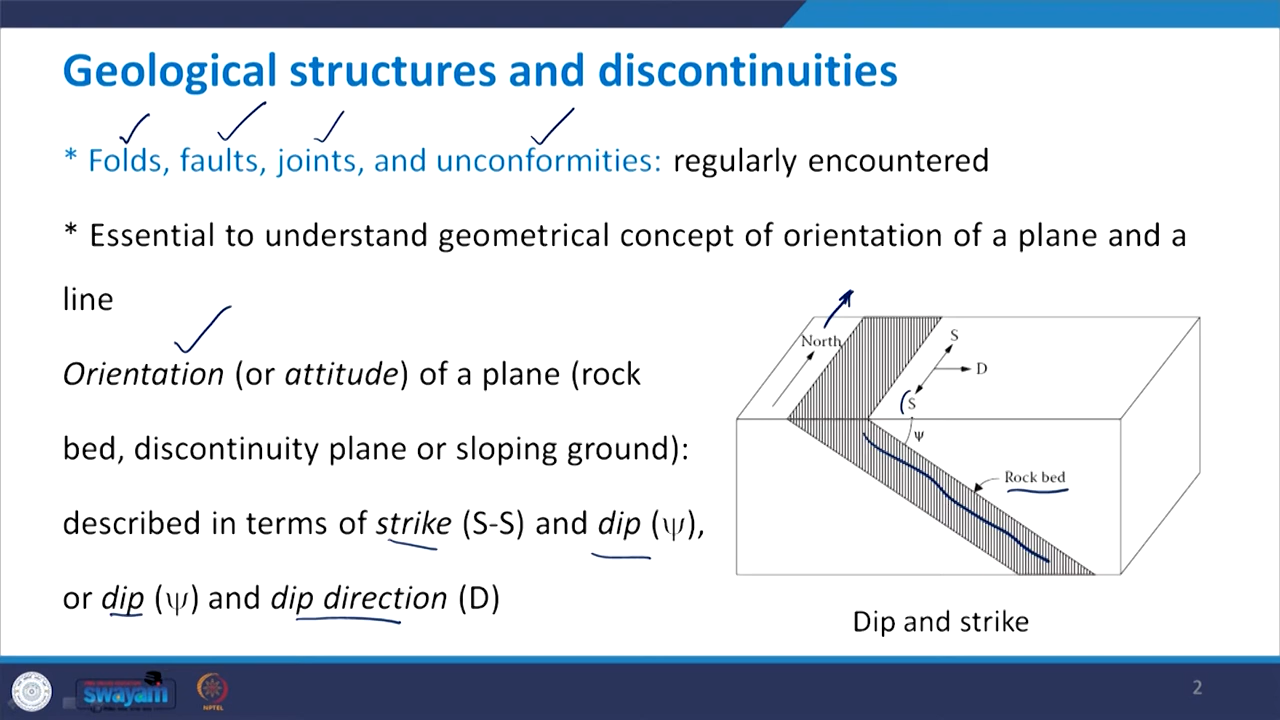 Geological structures and discontinuities
* Folds, faults, joints, and unconformities: regularly encountered
* Essential to understand geometrical concept of orientation of a plane and a
line
Orientation (or attitude) of a plane (rock
bed, discontinuity plane or sloping ground):
described in terms of strike (S-S) and dip (ψ),
or dip (ψ) and dip direction (D)
North
S
D
S
ψ
Rock bed
Dip and strike
swayam
NPTEL
2